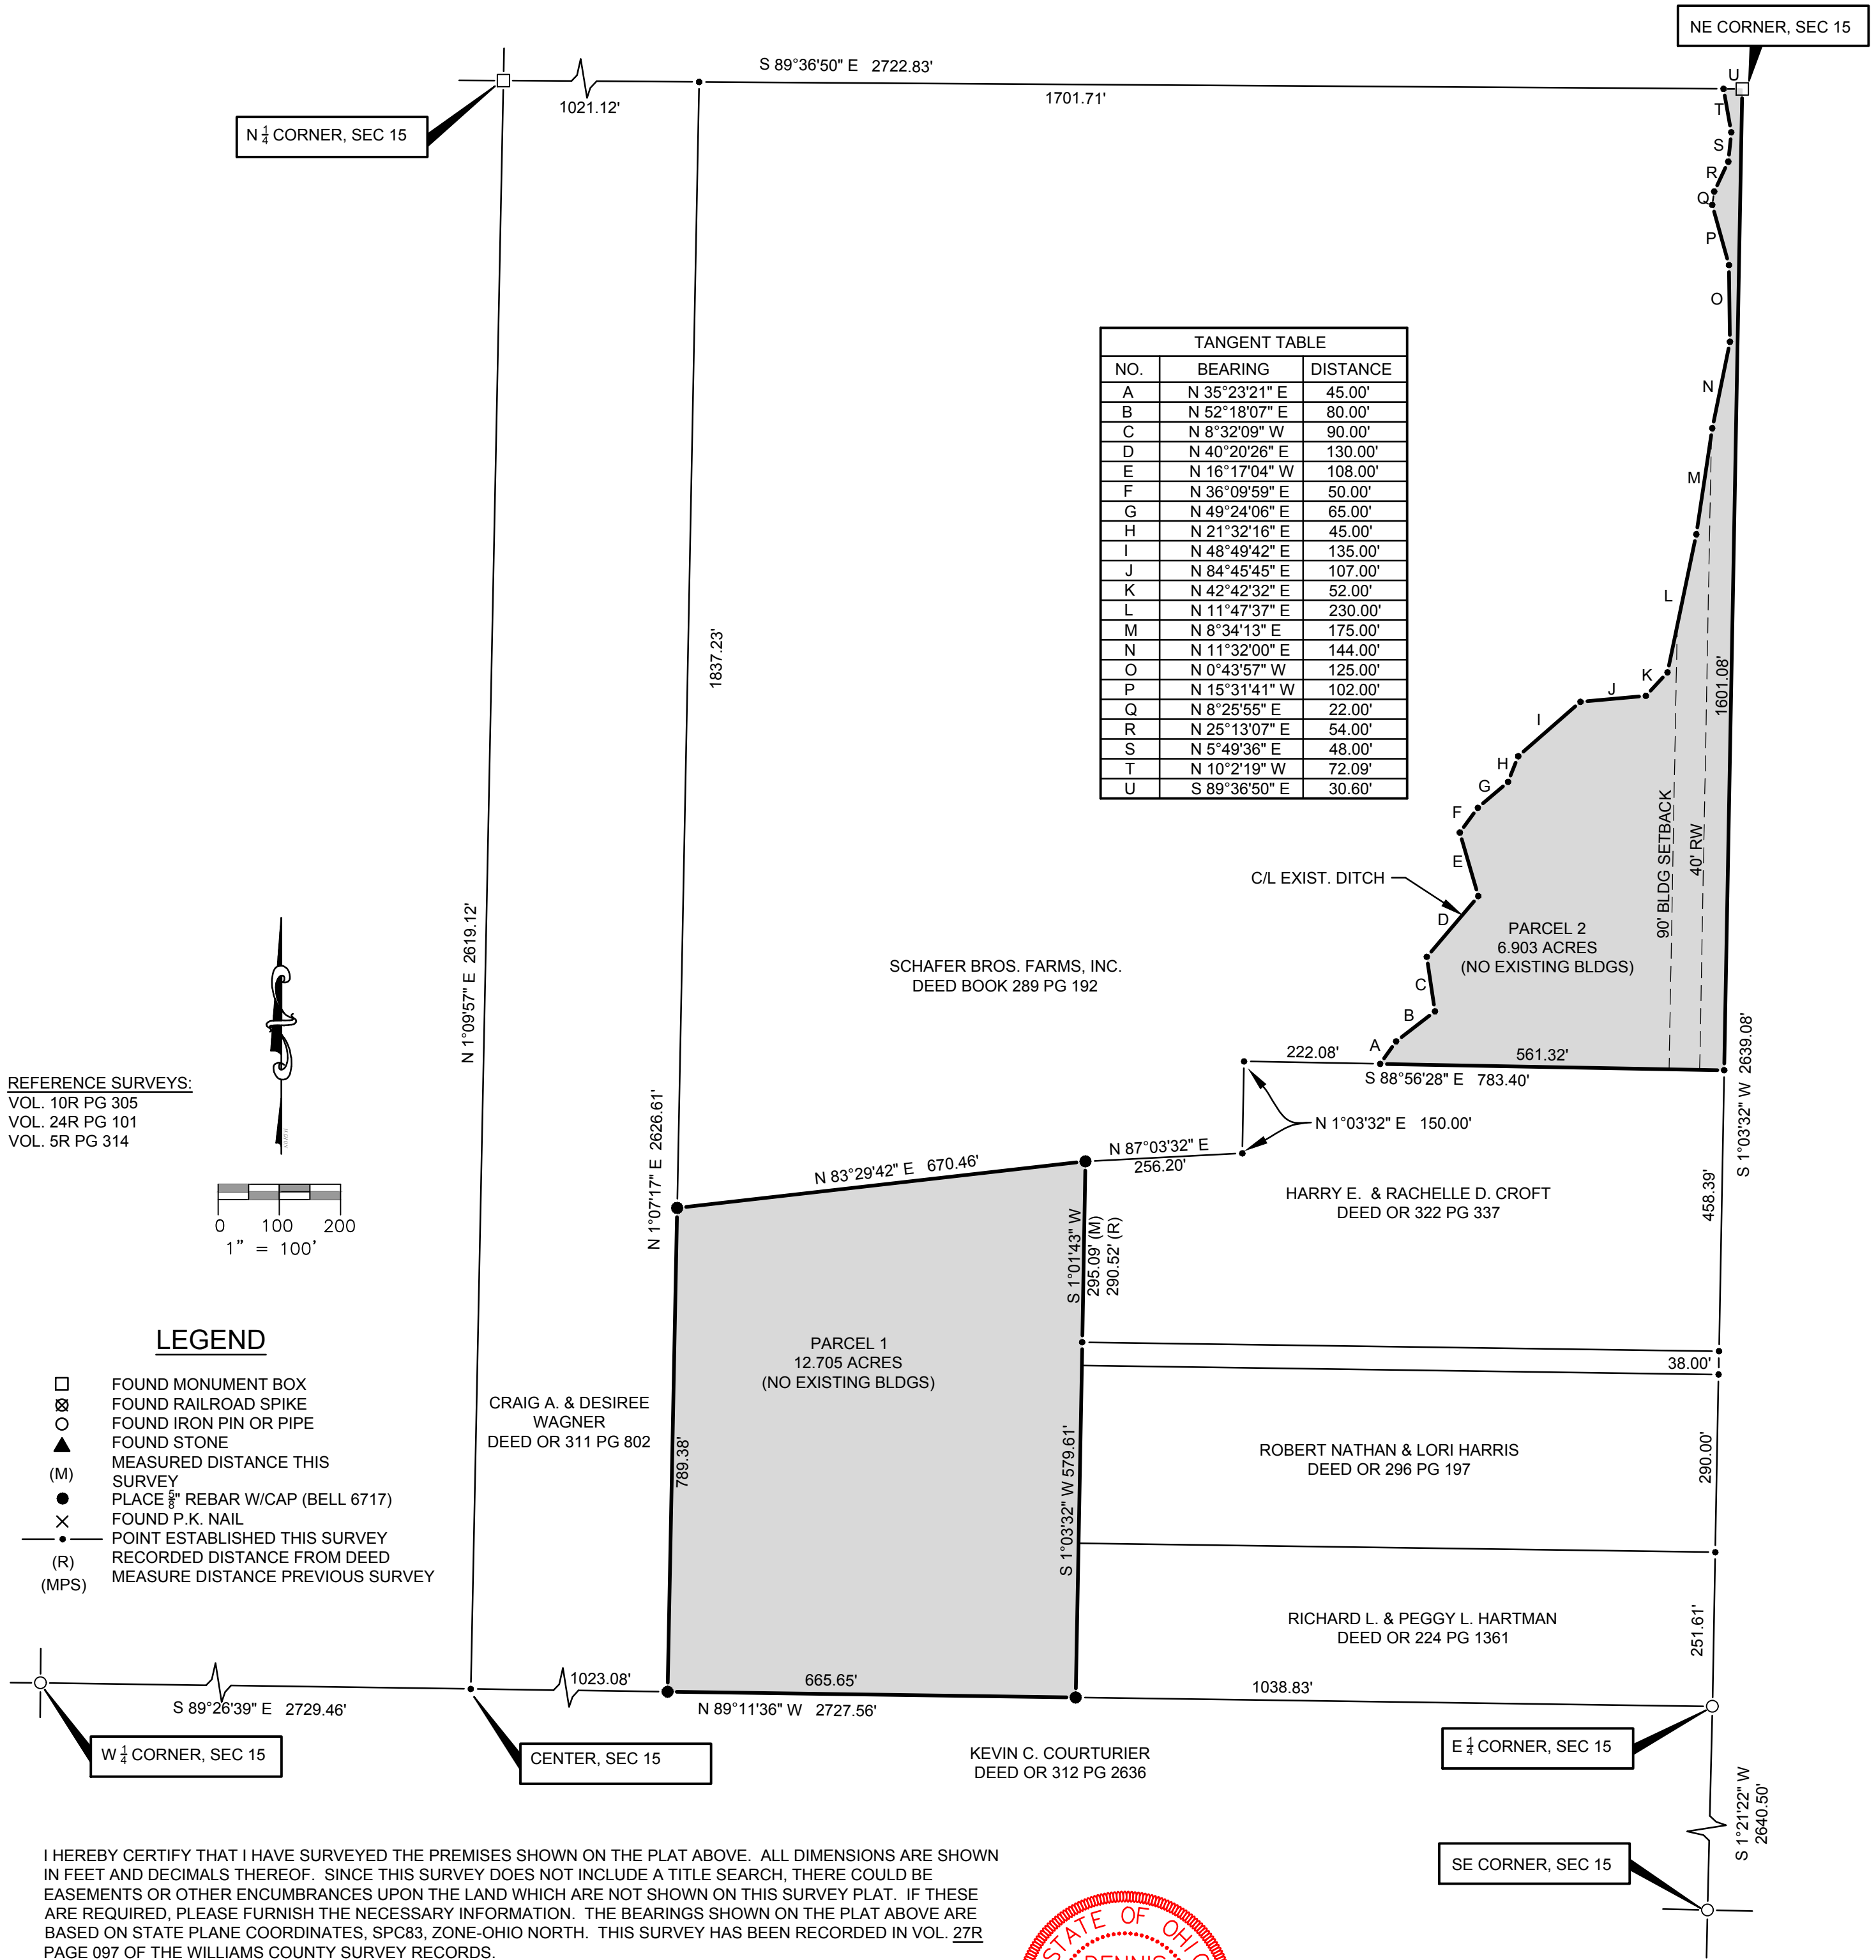 NE CORNER, SEC 15
S 89°36'50" E   2722.83'
U
1021.12'
1701.71'
N 1/4 CORNER, SEC 15
T
S
R
Q
P
O
N
M
L
K
J
I
H
G
F
E
D
C
B
A
TANGENT TABLE
NO. BEARING DISTANCE
A N 35°23'21" E 45.00'
B N 52°18'07" E 80.00'
C N 8°32'09" W 90.00'
D N 40°20'26" E 130.00'
E N 16°17'04" W 108.00'
F N 36°09'59" E 50.00'
G N 49°24'06" E 65.00'
H N 21°32'16" E 45.00'
I N 48°49'42" E 135.00'
J N 84°45'45" E 107.00'
K N 42°42'32" E 52.00'
L N 11°47'37" E 230.00'
M N 8°34'13" E 175.00'
N N 11°32'00" E 144.00'
O N 0°43'57" W 125.00'
P N 15°31'41" W 102.00'
Q N 8°25'55" E 22.00'
R N 25°13'07" E 54.00'
S N 5°49'36" E 48.00'
T N 10°2'19" W 72.09'
U S 89°36'50" E 30.60'
1837.23'
1601.08'
90' BLDG SETBACK
40' RW
C/L EXIST. DITCH
PARCEL 2
6.903 ACRES
(NO EXISTING BLDGS)
SCHAFER BROS. FARMS, INC.
DEED BOOK 289 PG 192
N 1°09'57" E  2619.12'
222.08'
561.32'
S 88°56'28" E   783.40'
S 1°03'32" W  2639.08'
REFERENCE SURVEYS:
VOL. 10R PG 305
VOL. 24R PG 101
VOL. 5R PG 314
N 1°07'17" E  2626.61'
N 1°03'32" E   150.00'
N 87°03'32" E
256.20'
N 83°29'42" E   670.46'
HARRY E.  & RACHELLE D. CROFT
DEED OR 322 PG 337
458.39'
0 100 200
1" = 100'
S 1°01'43" W
295.09' (M)
290.52' (R)
LEGEND
FOUND MONUMENT BOX
FOUND RAILROAD SPIKE
FOUND IRON PIN OR PIPE
FOUND STONE
(M) MEASURED DISTANCE THIS
SURVEY
PLACE 5/8" REBAR W/CAP (BELL 6717)
FOUND P.K. NAIL
POINT ESTABLISHED THIS SURVEY
(R) RECORDED DISTANCE FROM DEED
(MPS) MEASURE DISTANCE PREVIOUS SURVEY
PARCEL 1
12.705 ACRES
(NO EXISTING BLDGS)
38.00'
CRAIG A. & DESIREE
WAGNER
DEED OR 311 PG 802
789.38'
S 1°03'32" W 579.61'
ROBERT NATHAN & LORI HARRIS
DEED OR 296 PG 197
290.00'
RICHARD L. & PEGGY L. HARTMAN
DEED OR 224 PG 1361
251.61'
S 89°26'39" E   2729.46'
1023.08'
665.65'
N 89°11'36" W   2727.56'
1038.83'
W 1/4 CORNER, SEC 15
CENTER, SEC 15
KEVIN C. COURTURIER
DEED OR 312 PG 2636
E 1/4 CORNER, SEC 15
S 1°21'22" W
2640.50'
SE CORNER, SEC 15
I HEREBY CERTIFY THAT I HAVE SURVEYED THE PREMISES SHOWN ON THE PLAT ABOVE.  ALL DIMENSIONS ARE SHOWN
IN FEET AND DECIMALS THEREOF.  SINCE THIS SURVEY DOES NOT INCLUDE A TITLE SEARCH, THERE COULD BE
EASEMENTS OR OTHER ENCUMBRANCES UPON THE LAND WHICH ARE NOT SHOWN ON THIS SURVEY PLAT.  IF THESE
ARE REQUIRED, PLEASE FURNISH THE NECESSARY INFORMATION.  THE BEARINGS SHOWN ON THE PLAT ABOVE ARE
BASED ON STATE PLANE COORDINATES, SPC83, ZONE-OHIO NORTH.  THIS SURVEY HAS BEEN RECORDED IN VOL. 27R
PAGE 097 OF THE WILLIAMS COUNTY SURVEY RECORDS.
STATE OF OHIO